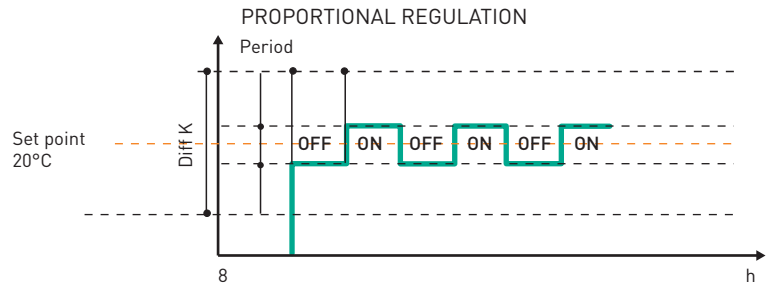 PROPORTIONAL REGULATION
Period
Set point
20°C
Diff K
OFF ON OFF ON OFF ON
8 h